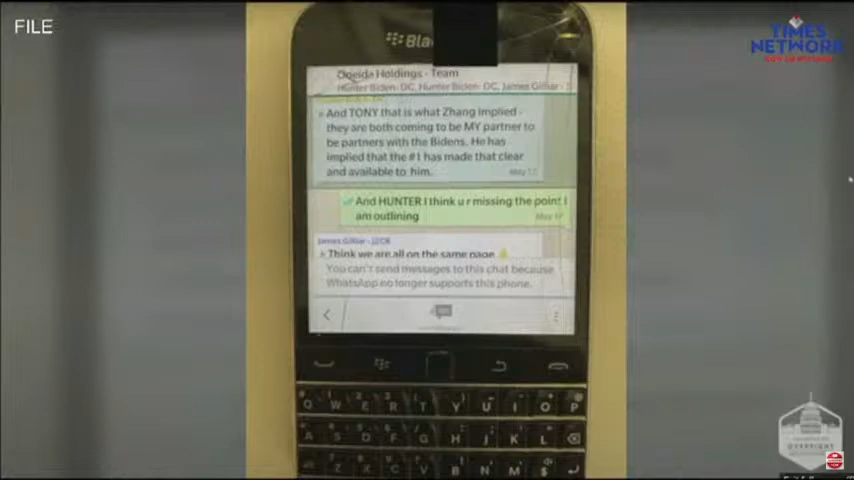 FILE
TIMES
NETWORK
Oneida Holdings - Team
Hunter Biden: DC, Hunter Biden: DC, James Gilliar -
» And TONY that is what Zhang implied -
they are both coming to be MY partner to
be partners with the Bidens. He has
implied that the #1 has made that clear
and available to him.
May 17
And HUNTER I think u r missing the point I
am outlining
May 17
James Gilliar - J2CR
» Think we are all on the same page
You can't send messages to this chat because
WhatsApp no longer supports this phone.
Q W E R T Y U I O P
A S D F G H J K L
Z X C V B N M $
OVERSIGHT